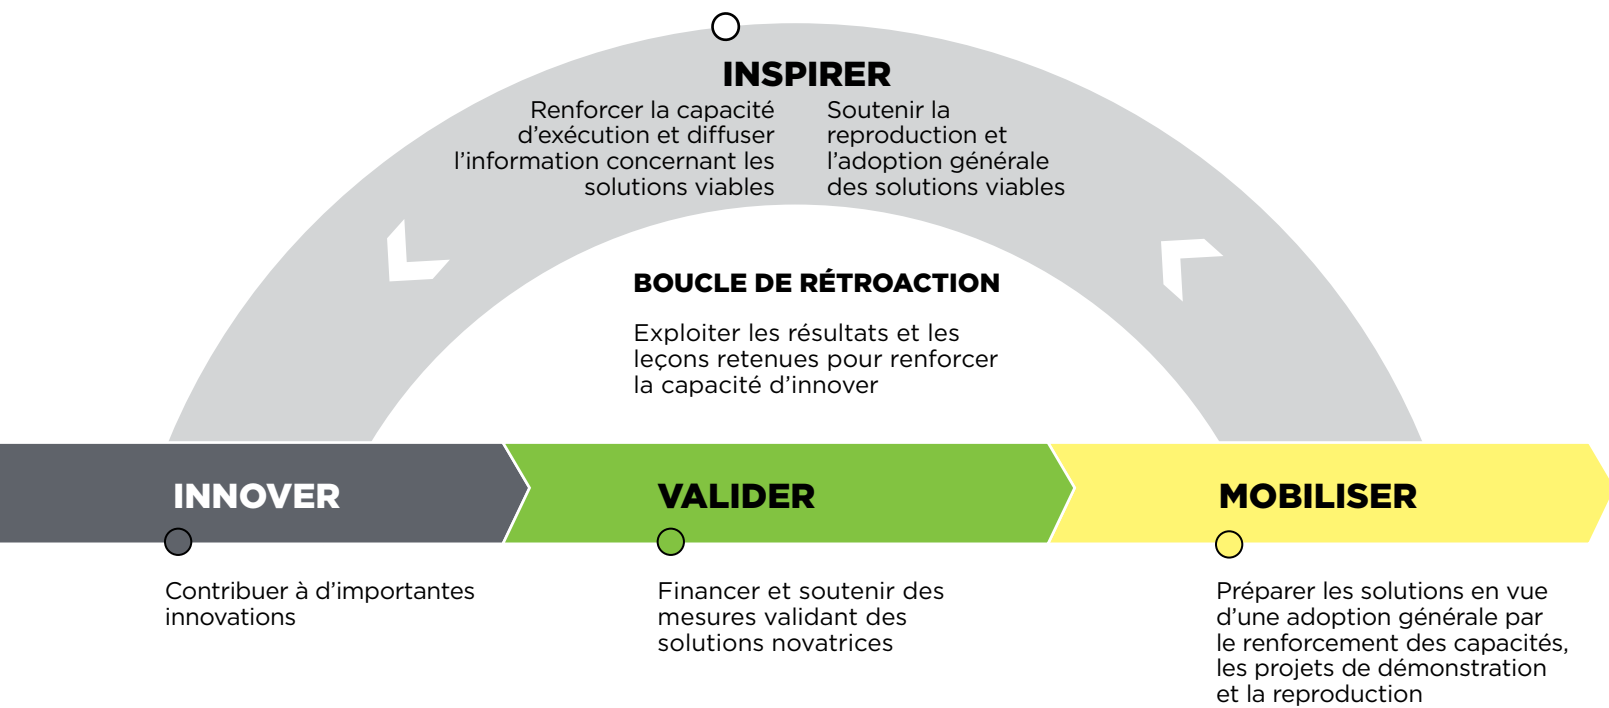 INSPIRER
Renforcer la capacité
d’exécution et diffuser
l’information concernant les
solutions viables
Soutenir la
reproduction et
l’adoption générale
des solutions viables
BOUCLE DE RÉTROACTION
Exploiter les résultats et les
leçons retenues pour renforcer
la capacité d’innover
INNOVER
Contribuer à d’importantes
innovations
VALIDER
Financer et soutenir des
mesures validant des
solutions novatrices
MOBILISER
Préparer les solutions en vue
d’une adoption générale par
le renforcement des capacités,
les projets de démonstration
et la reproduction